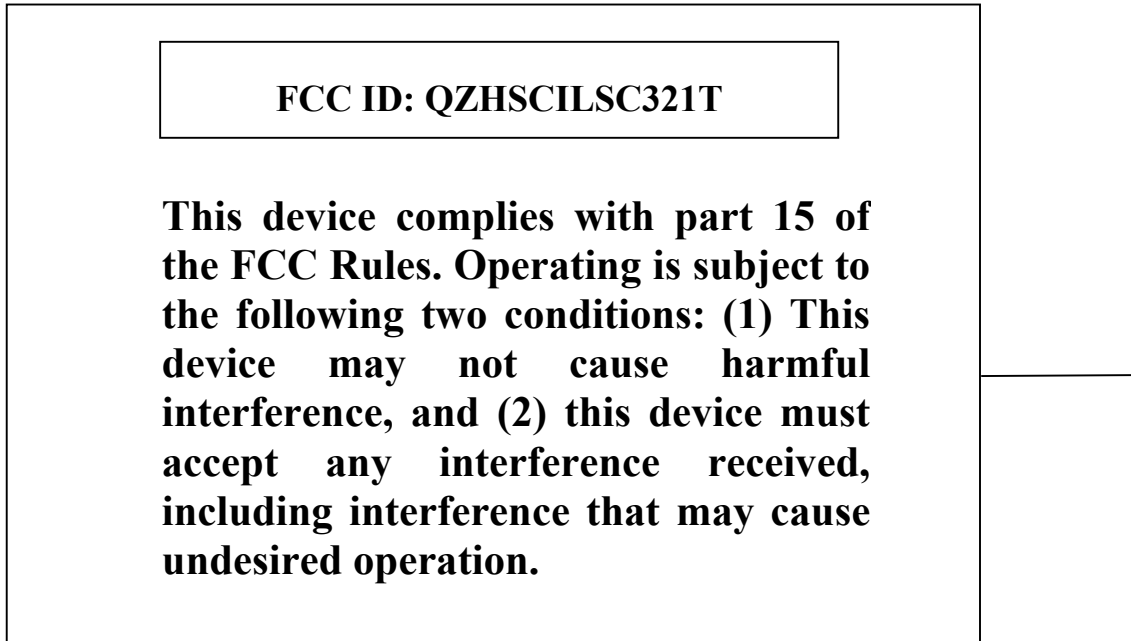 FCC ID: QZHSCILSC321T
This device complies with part 15 of
the FCC Rules. Operating is subject to
the following two conditions: (1) This
device may not cause harmful
interference, and (2) this device must
accept any interference received,
including interference that may cause
undesired operation.